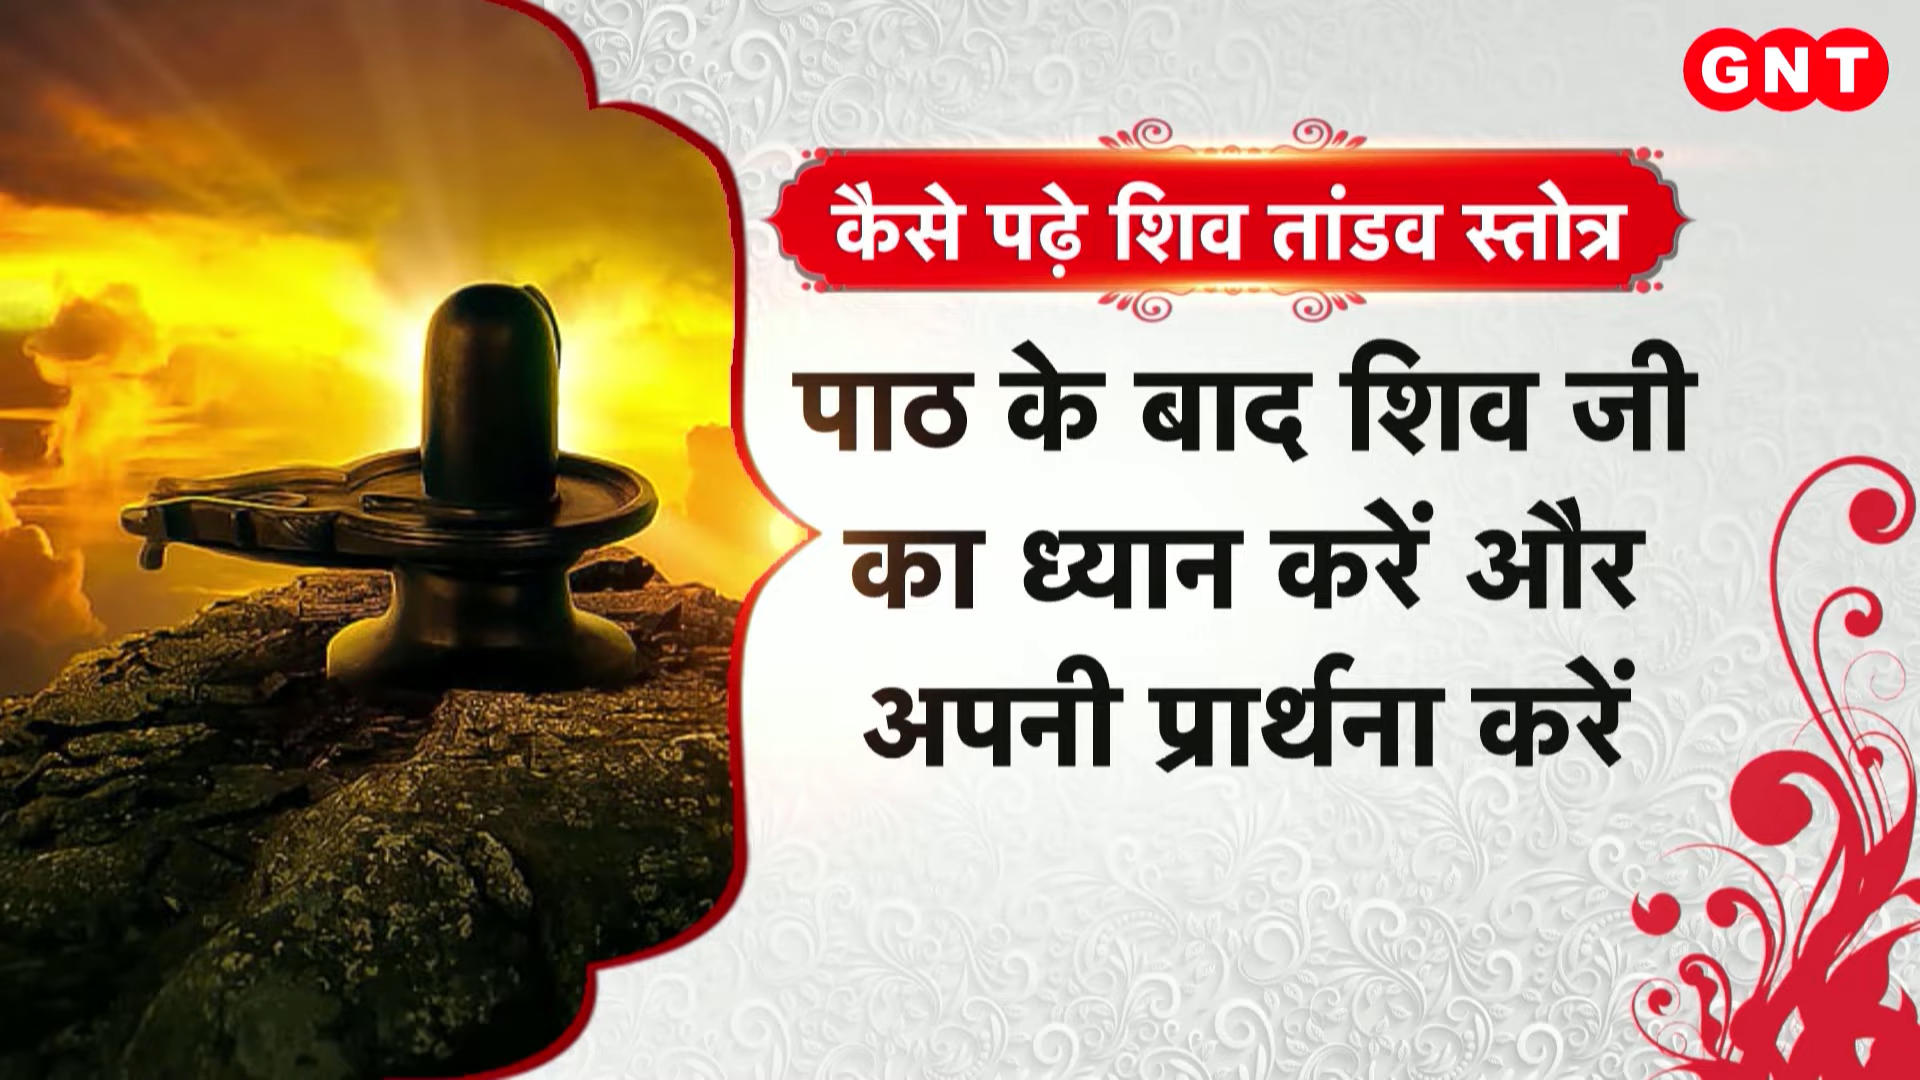 GNT
कैसे पढ़े शिव तांडव स्तोत्र
पाठ के बाद शिव जी
का ध्यान करें और
अपनी प्रार्थना करें